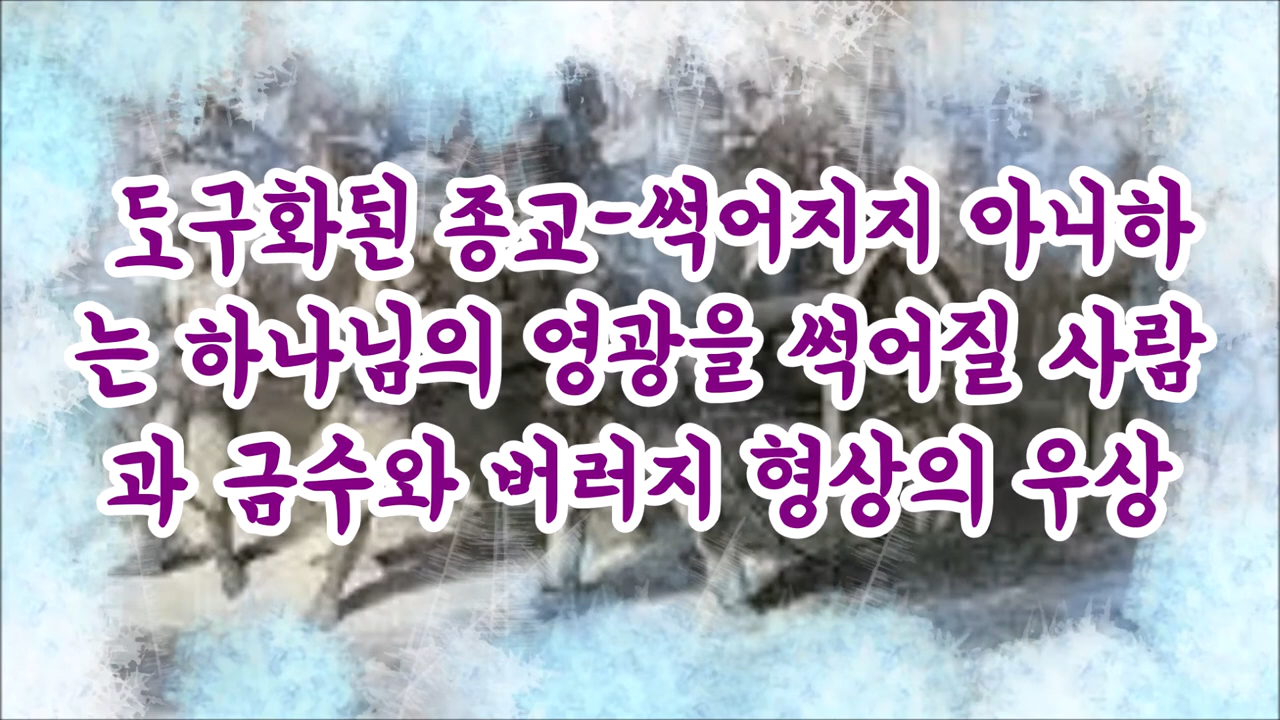 도구화된 종교-썩어지지 아니하
는 하나님의 영광을 썩어질 사람
과 금수와 버러지 형상의 우상